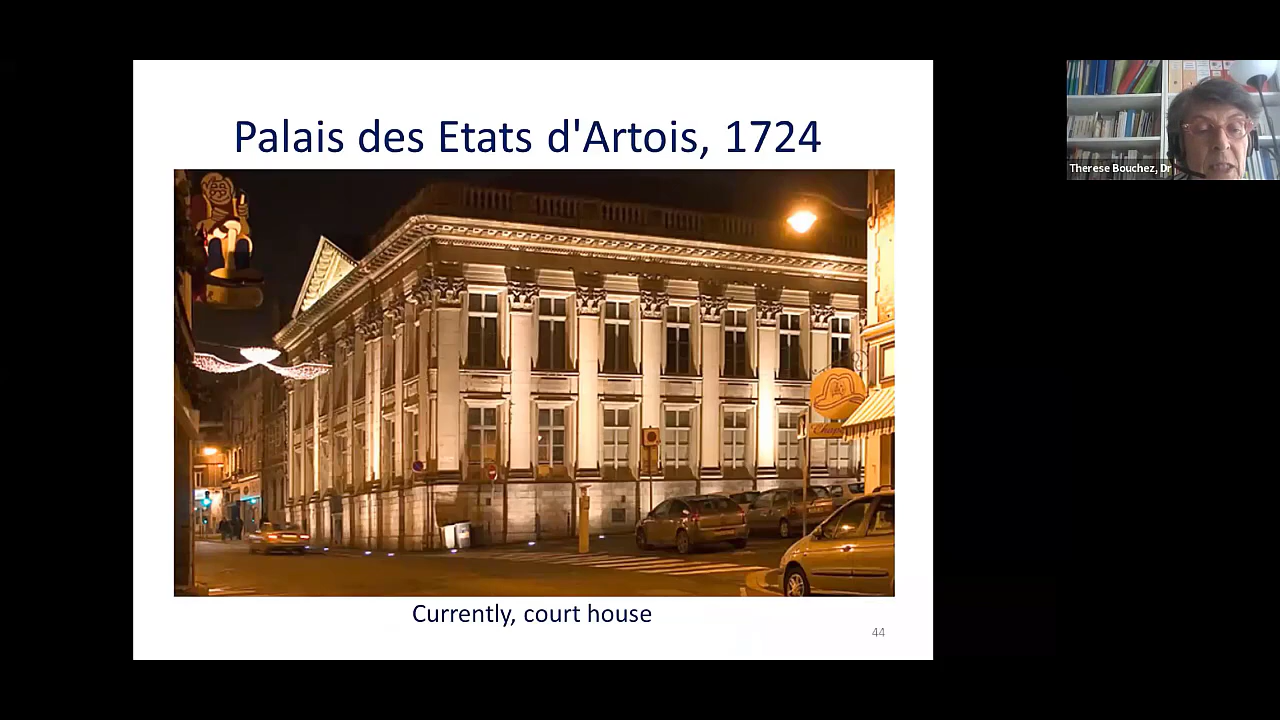 Palais des Etats d'Artois, 1724
Currently, court house
44
Therese Bouchez, Dr